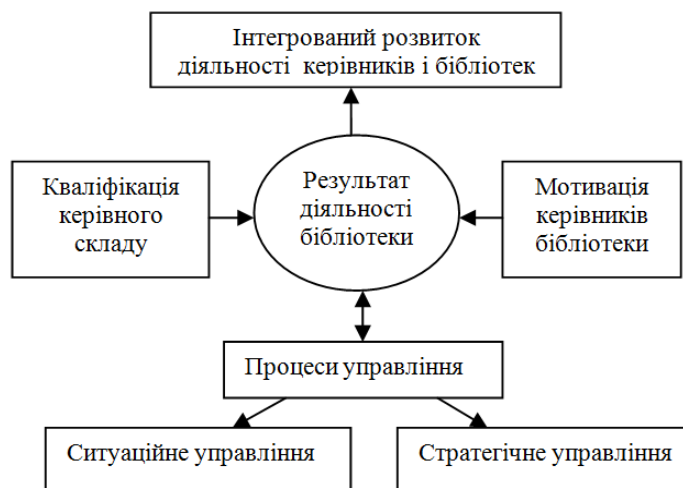 Інтегрований розвиток
діяльності керівників і бібліотек
Кваліфікація
керівного
складу
Результат
діяльності
бібліотеки
Мотивація
керівників
бібліотеки
Процеси управління
Ситуаційне управління
Стратегічне управління